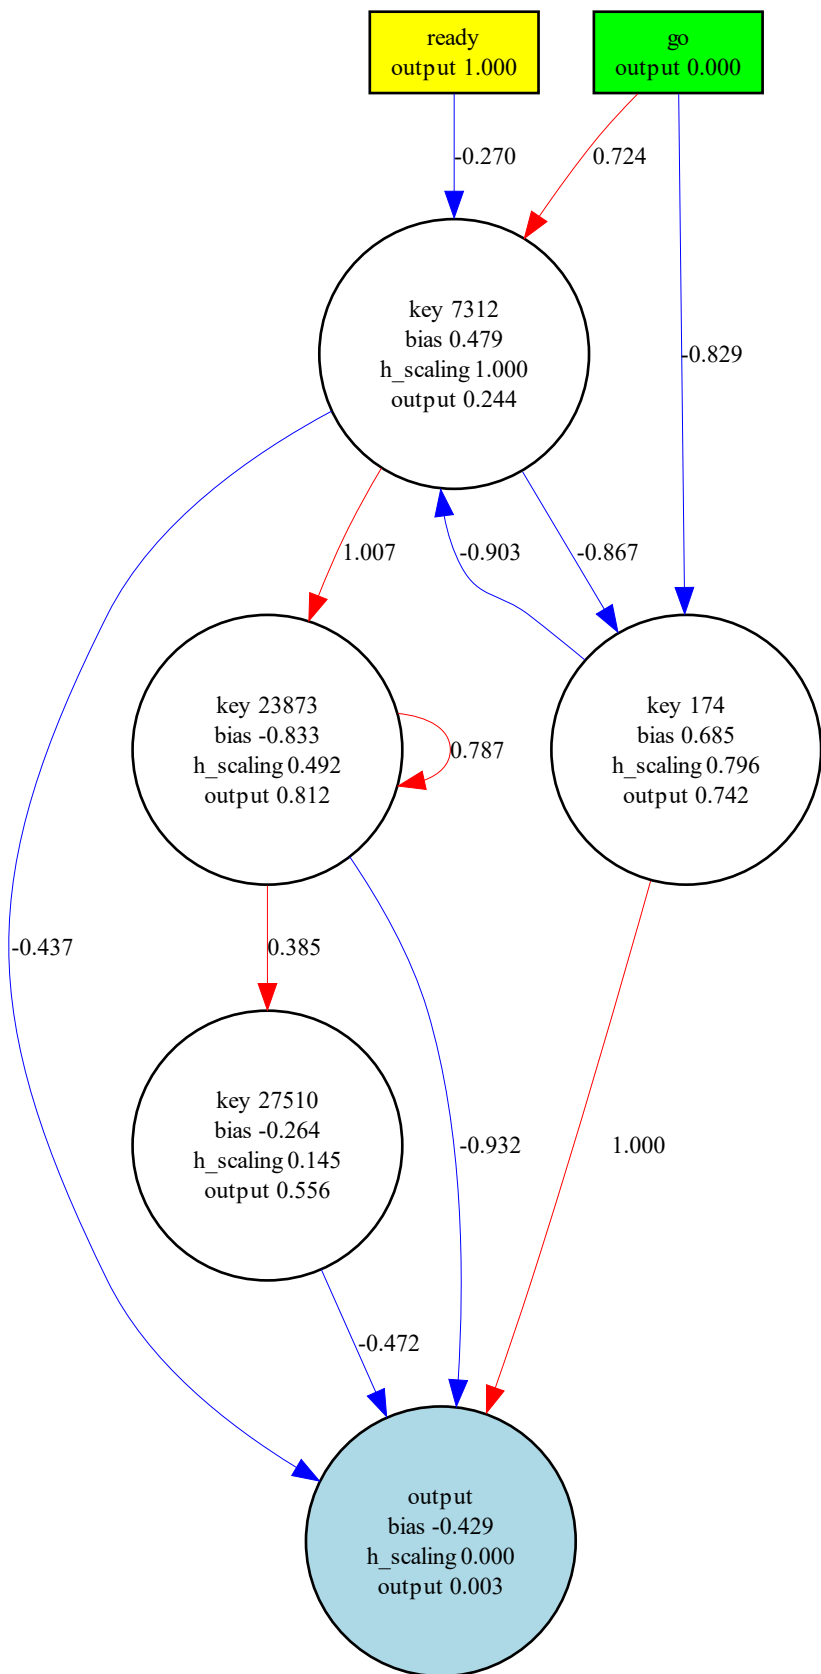 ready
output 1.000
go
output 0.000
-0.270
0.724
key 7312
bias 0.479
h_scaling 1.000
output 0.244
-0.829
1.007
-0.903
-0.867
key 23873
bias -0.833
h_scaling 0.492
output 0.812
0.787
key 174
bias 0.685
h_scaling 0.796
output 0.742
-0.437
0.385
key 27510
bias -0.264
h_scaling 0.145
output 0.556
-0.932
1.000
-0.472
output
bias -0.429
h_scaling 0.000
output 0.003